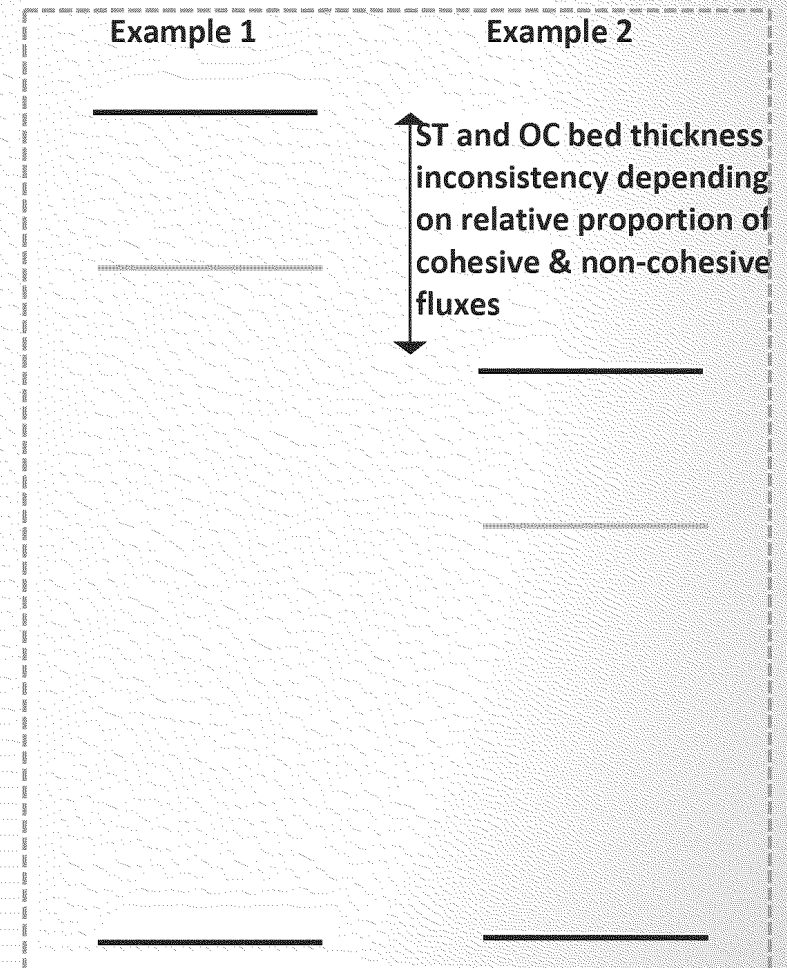 Example 1
Example 2
ST and OC bed thickness
inconsistency depending
on relative proportion of
cohesive & non-cohesive
fluxes